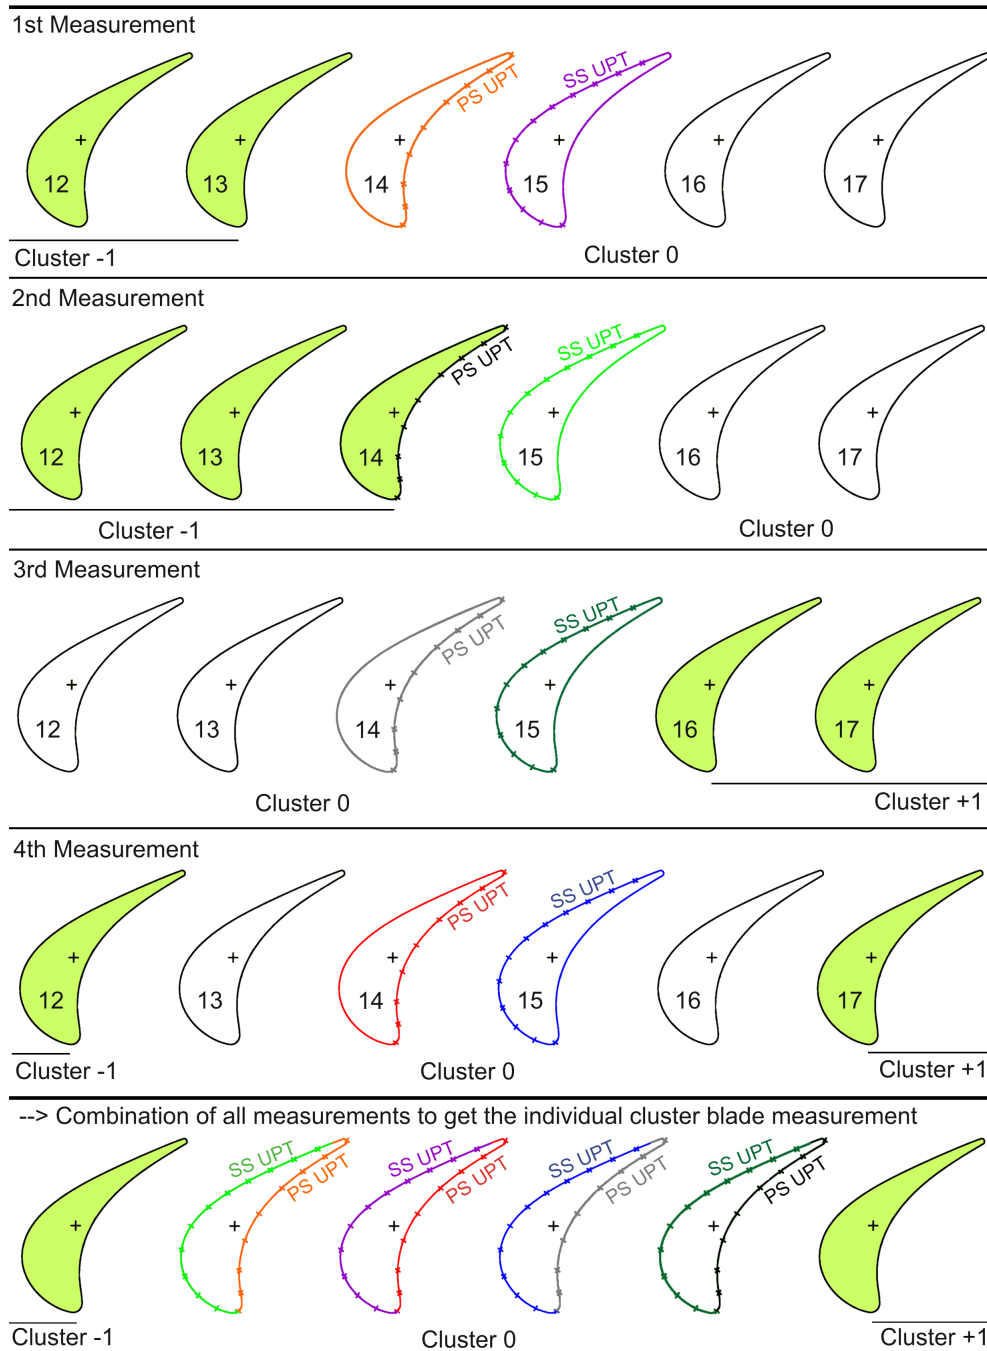 1st Measurement
SS UPT
PS UPT
12 13 14 15 16 17
Cluster -1 Cluster 0
2nd Measurement
SS UPT
PS UPT
12 13 14 15 16 17
Cluster -1 Cluster 0
3rd Measurement
SS UPT
PS UPT
12 13 14 15 16 17
Cluster 0 Cluster +1
4th Measurement
SS UPT
PS UPT
12 13 14 15 16 17
Cluster -1 Cluster 0 Cluster +1
--> Combination of all measurements to get the individual cluster blade measurement
SS UPT SS UPT SS UPT SS UPT
PS UPT PS UPT PS UPT PS UPT
Cluster -1 Cluster 0 Cluster +1